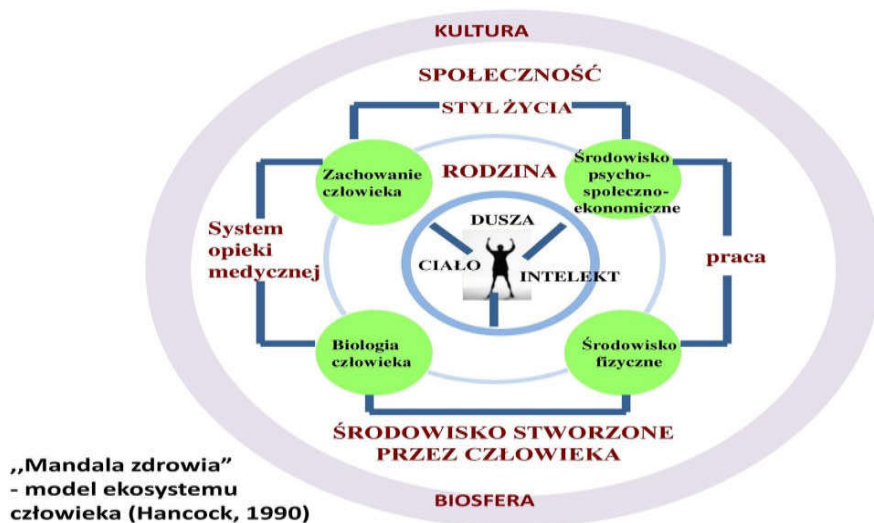 KULTURA
SPOŁECZNOŚĆ
STYL ŻYCIA
Zachowanie
człowieka
RODZINA
Środowisko
psycho-
społeczno-
ekonomiczne
DUSZA
CIAŁO
INTELEKT
System
opieki
medycznej
praca
Biologia
człowieka
Środowisko
fizyczne
ŚRODOWISKO STWORZONE
PRZEZ CZŁOWIEKA
BIOSFERA
,,Mandala zdrowia”
- model ekosystemu
człowieka (Hancock, 1990)